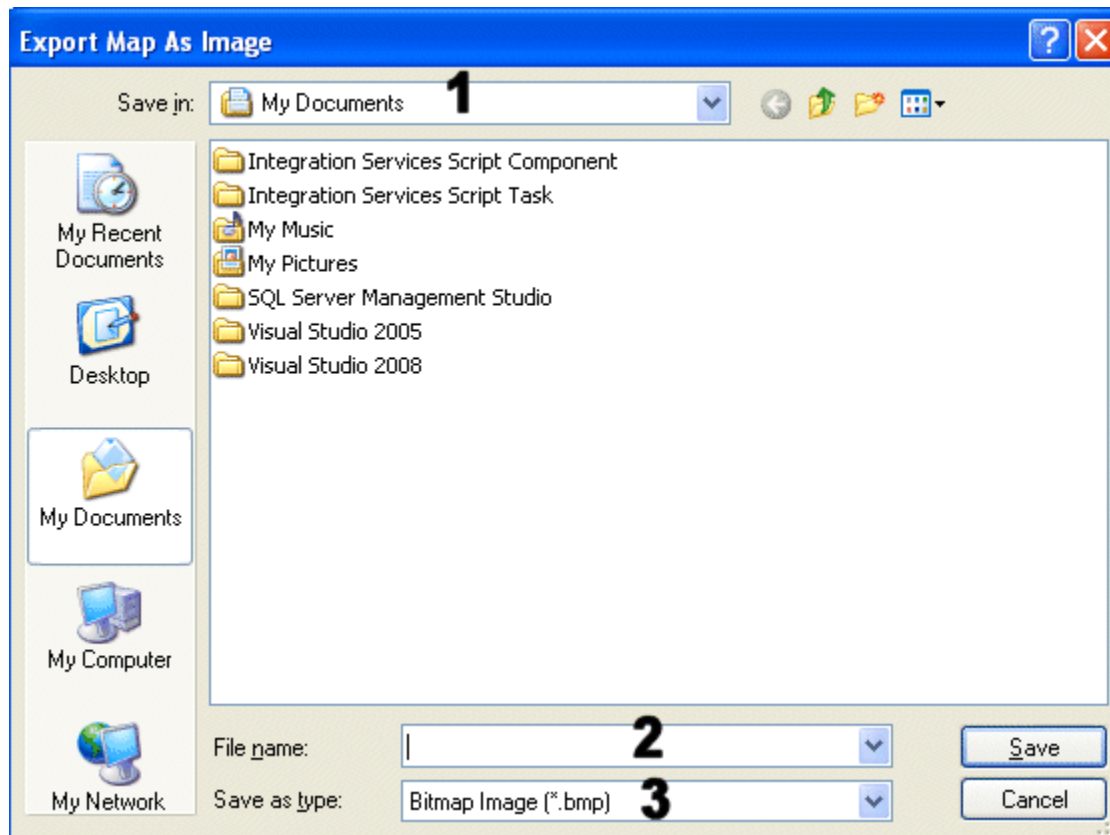 Export Map As Image
Save in: My Documents 1
My Recent
Documents
Desktop
My Documents
My Computer
My Network
Integration Services Script Component
Integration Services Script Task
My Music
My Pictures
SQL Server Management Studio
Visual Studio 2005
Visual Studio 2008
File name: 2 Save
Save as type: Bitmap Image (*.bmp) 3 Cancel